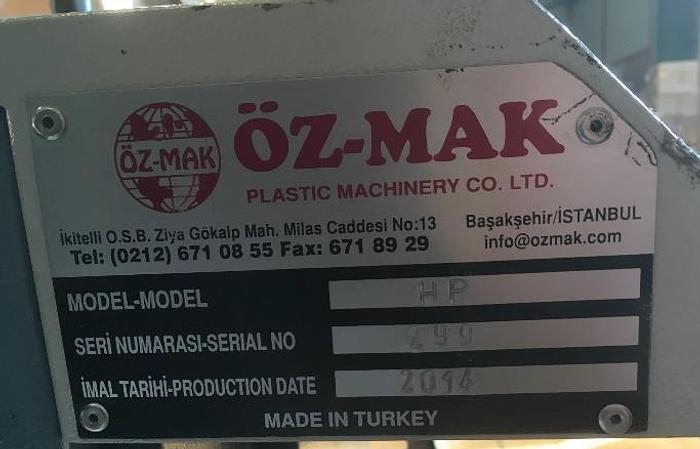 ÖZ-MAK
ÖZ-MAK
PLASTIC MACHINERY CO. LTD.
İkitelli O.S.B. Ziya Gökalp Mah. Milas Caddesi No:13
Başakşehir/İSTANBUL
Tel: (0212) 671 08 55 Fax: 671 89 29
info@ozmak.com
MODEL-MODEL HP
SERİ NUMARASI-SERIAL NO 299
İMAL TARİHİ-PRODUCTION DATE 2014
MADE IN TURKEY